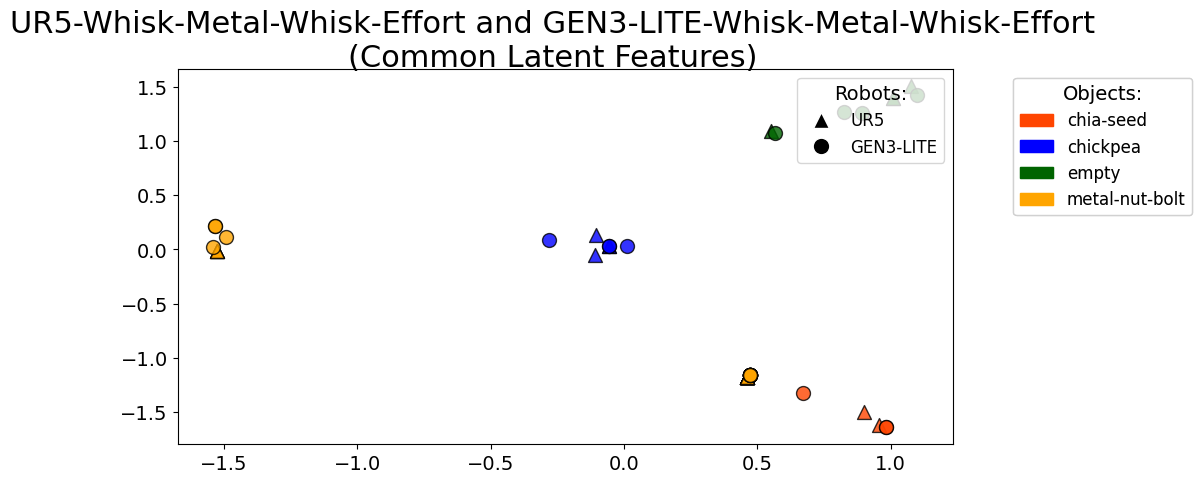 UR5-Whisk-Metal-Whisk-Effort and GEN3-LITE-Whisk-Metal-Whisk-Effort
(Common Latent Features)
1.5
1.0
0.5
0.0
−0.5
−1.0
−1.5
−1.5
−1.0
−0.5
0.0
0.5
1.0
Robots:
UR5
GEN3-LITE
Objects:
chia-seed
chickpea
empty
metal-nut-bolt